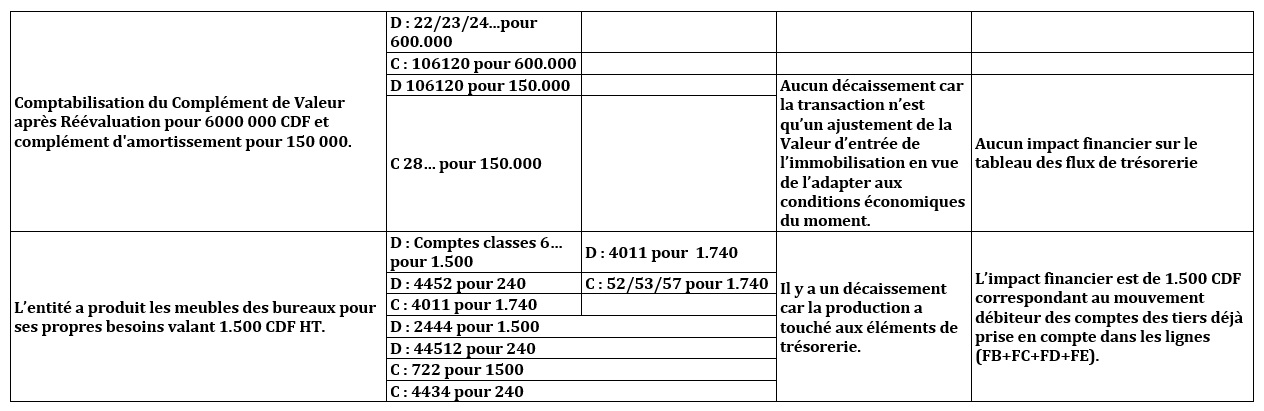 Comptabilisation du Complément de Valeur
après Réévaluation pour 6000 000 CDF et
complément d'amortissement pour 150 000.
D : 22/23/24…pour
600.000
C : 106120 pour 600.000
D 106120 pour 150.000
C 28… pour 150.000
Aucun décaissement car
la transaction n’est
qu’un ajustement de la
Valeur d’entrée de
l’immobilisation en vue
de l’adapter aux
conditions économiques
du moment.
Aucun impact financier sur le
tableau des flux de trésorerie
L’entité a produit les meubles des bureaux pour
ses propres besoins valant 1.500 CDF HT.
D : Comptes classes 6…
pour 1.500
D : 4452 pour 240
C : 4011 pour 1.740
D : 4011 pour 1.740
C : 52/53/57 pour 1.740
D : 2444 pour 1.500
D : 44512 pour 240
C : 722 pour 1500
C : 4434 pour 240
Il y a un décaissement
car la production a
touché aux éléments de
trésorerie.
L’impact financier est de 1.500 CDF
correspondant au mouvement
débiteur des comptes des tiers déjà
prise en compte dans les lignes
(FB+FC+FD+FE).